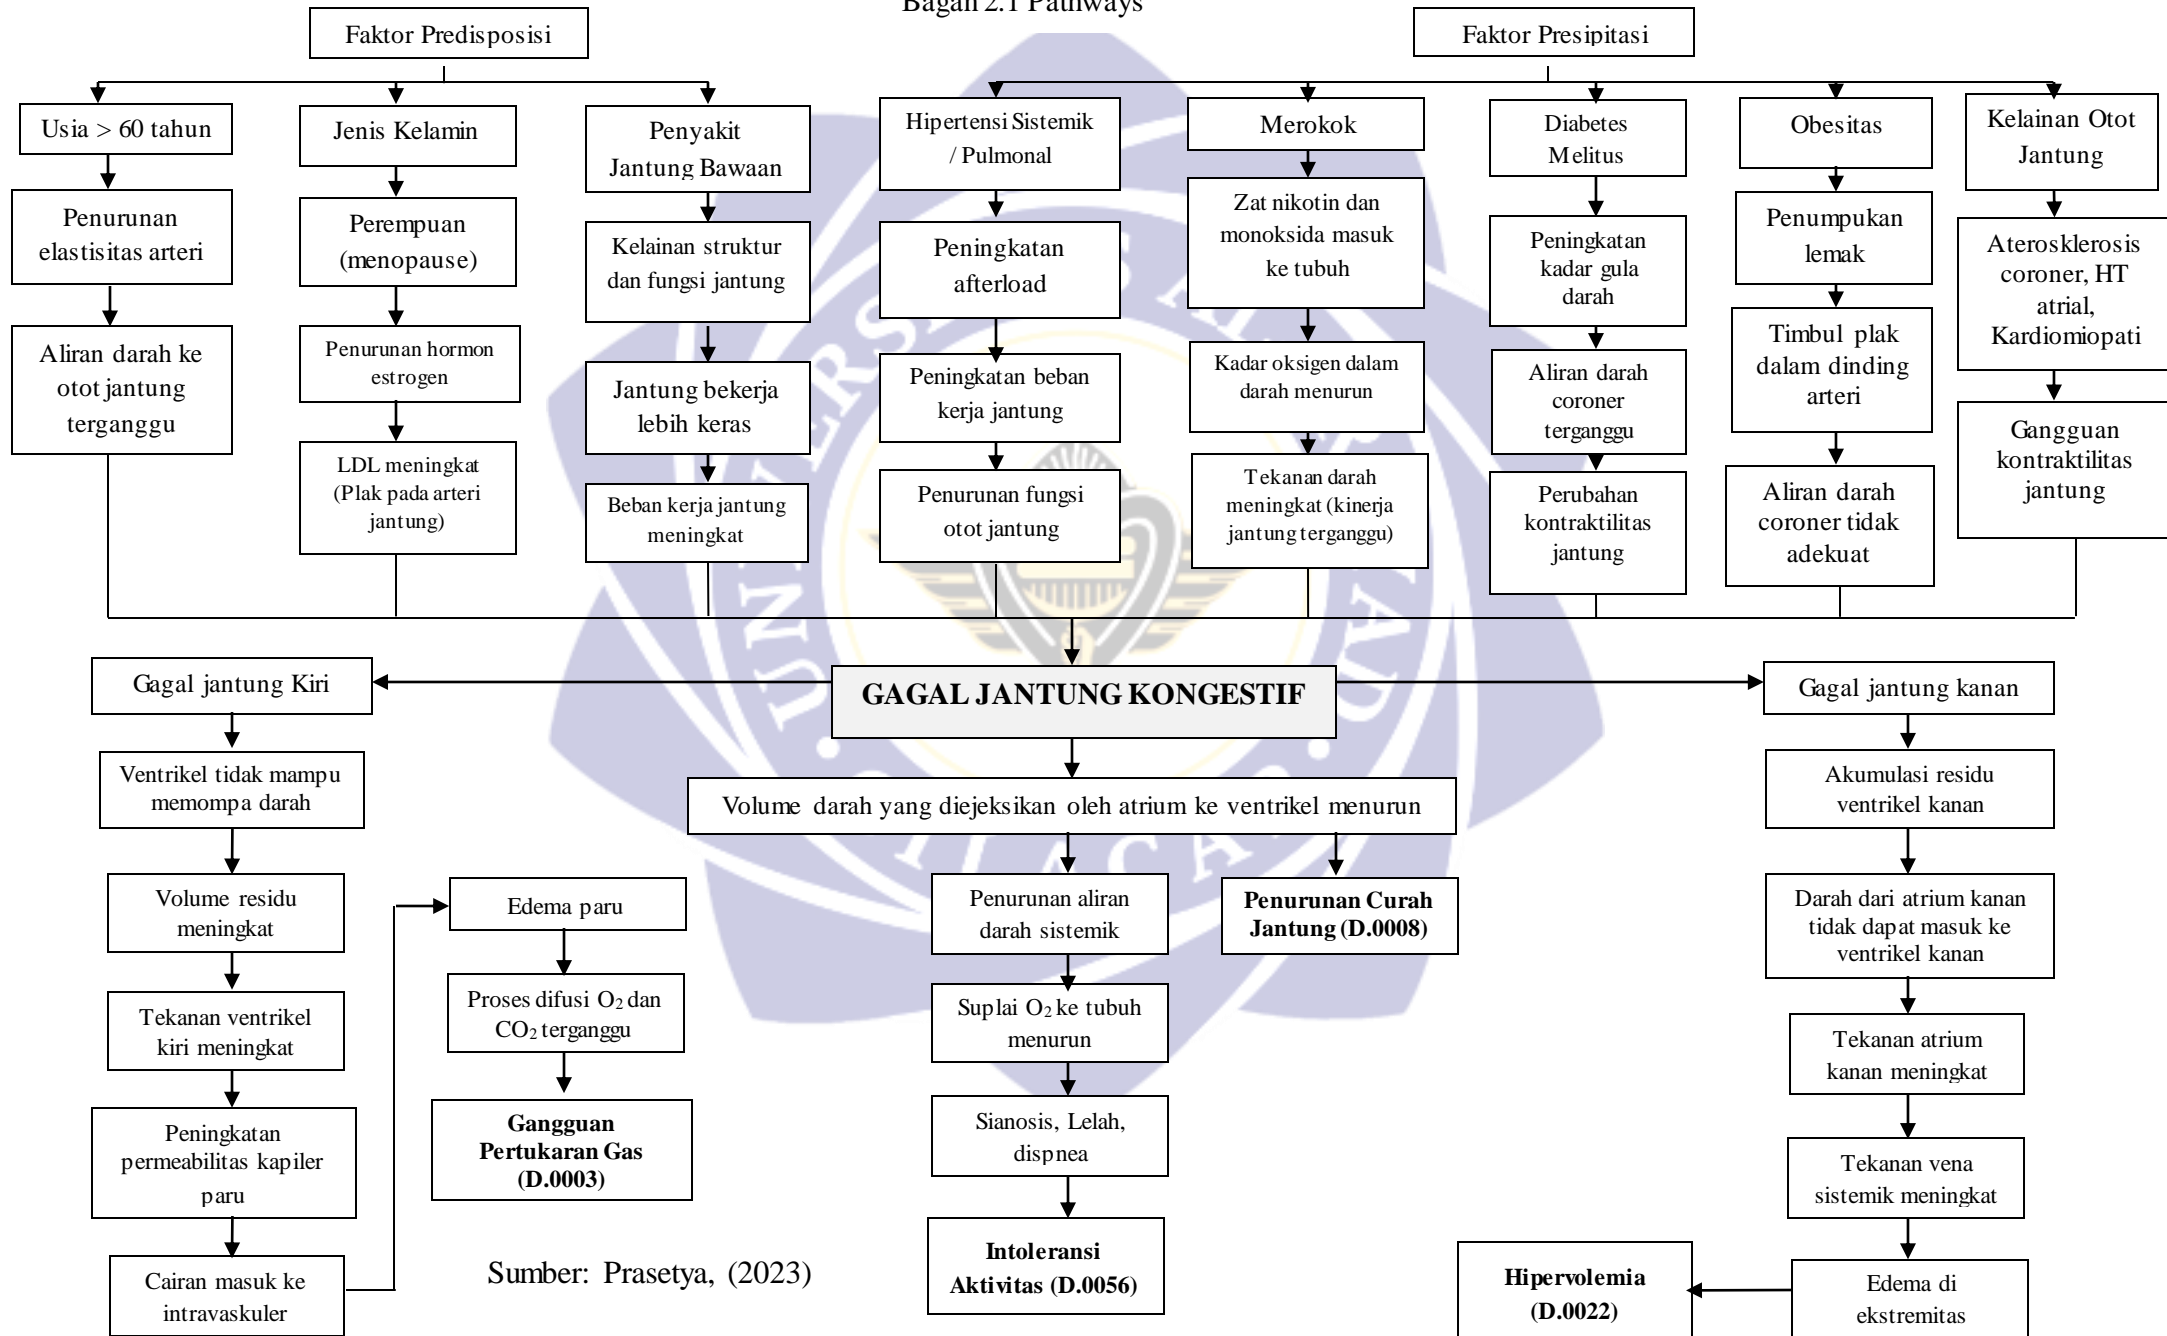 Bagan 2.1 Pathways
Faktor Predisposisi
Faktor Presipitasi
Usia > 60 tahun
Penurunan
elastisitas arteri
Aliran darah ke
otot jantung
terganggu
Jenis Kelamin
Perempuan
(menopause)
Penurunan hormon
estrogen
LDL meningkat
(Plak pada arteri
jantung)
Penyakit
Jantung Bawaan
Kelainan struktur
dan fungsi jantung
Jantung bekerja
lebih keras
Beban kerja jantung
meningkat
Hipertensi Sistemik
/ Pulmonal
Peningkatan
afterload
Peningkatan beban
kerja jantung
Penurunan fungsi
otot jantung
Merokok
Zat nikotin dan
monoksida masuk
ke tubuh
Kadar oksigen dalam
darah menurun
Tekanan darah
meningkat (kinerja
jantung terganggu)
Diabetes
Melitus
Peningkatan
kadar gula
darah
Aliran darah
coroner
terganggu
Perubahan
kontraktilitas
jantung
Obesitas
Penumpukan
lemak
Timbul plak
dalam dinding
arteri
Aliran darah
coroner tidak
adekuat
Kelainan Otot
Jantung
Aterosklerosis
coroner, HT
atrial,
Kardiomiopati
Gangguan
kontraktilitas
jantung
GAGAL JANTUNG KONGESTIF
Gagal jantung Kiri
Ventrikel tidak mampu
memompa darah
Volume residu
meningkat
Tekanan ventrikel
kiri meningkat
Peningkatan
permeabilitas kapiler
paru
Cairan masuk ke
intravaskuler
Edema paru
Proses difusi O₂ dan
CO₂ terganggu
Gangguan
Pertukaran Gas
(D.0003)
Volume darah yang diejeksikan oleh atrium ke ventrikel menurun
Penurunan aliran
darah sistemik
Suplai O₂ ke tubuh
menurun
Sianosis, Lelah,
dispnea
Intoleransi
Aktivitas (D.0056)
Penurunan Curah
Jantung (D.0008)
Gagal jantung kanan
Akumulasi residu
ventrikel kanan
Darah dari atrium kanan
tidak dapat masuk ke
ventrikel kanan
Tekanan atrium
kanan meningkat
Tekanan vena
sistemik meningkat
Edema di
ekstremitas
Hipervolemia
(D.0022)
Sumber: Prasetya, (2023)